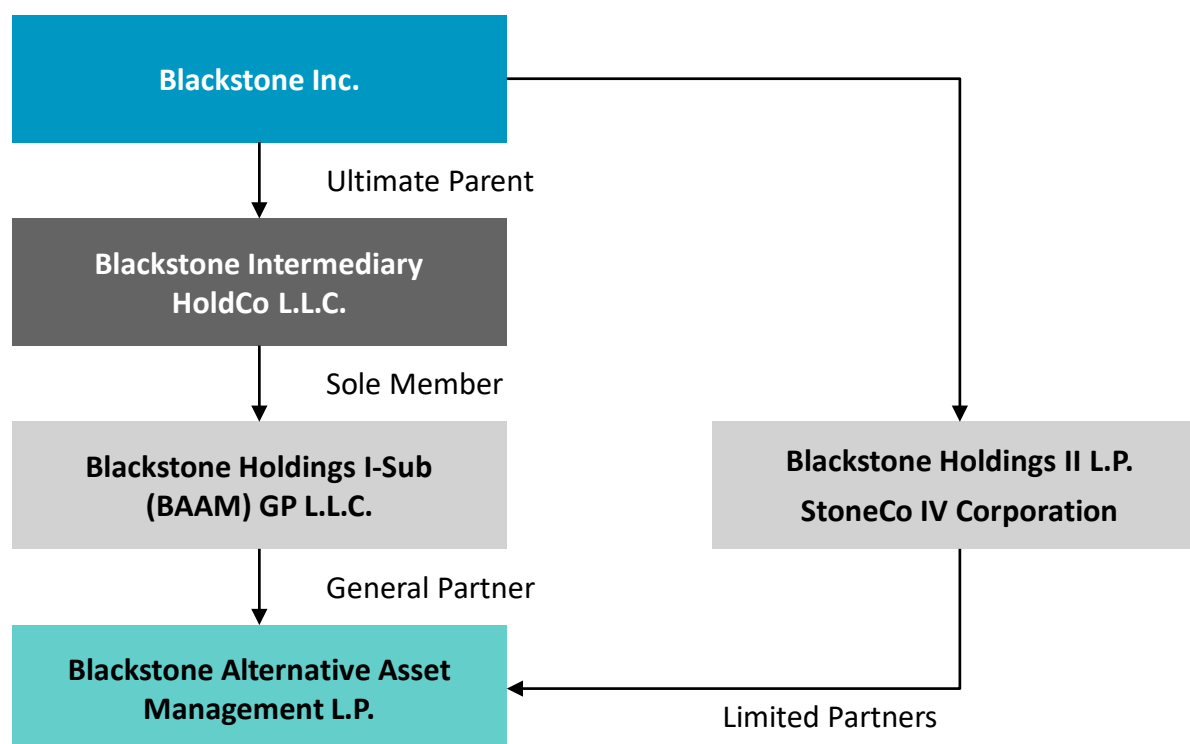 Blackstone Inc.
Ultimate Parent
Blackstone Intermediary
HoldCo L.L.C.
Sole Member
Blackstone Holdings I-Sub
(BAAM) GP L.L.C.
Blackstone Holdings II L.P.
StoneCo IV Corporation
General Partner
Blackstone Alternative Asset
Management L.P.
Limited Partners